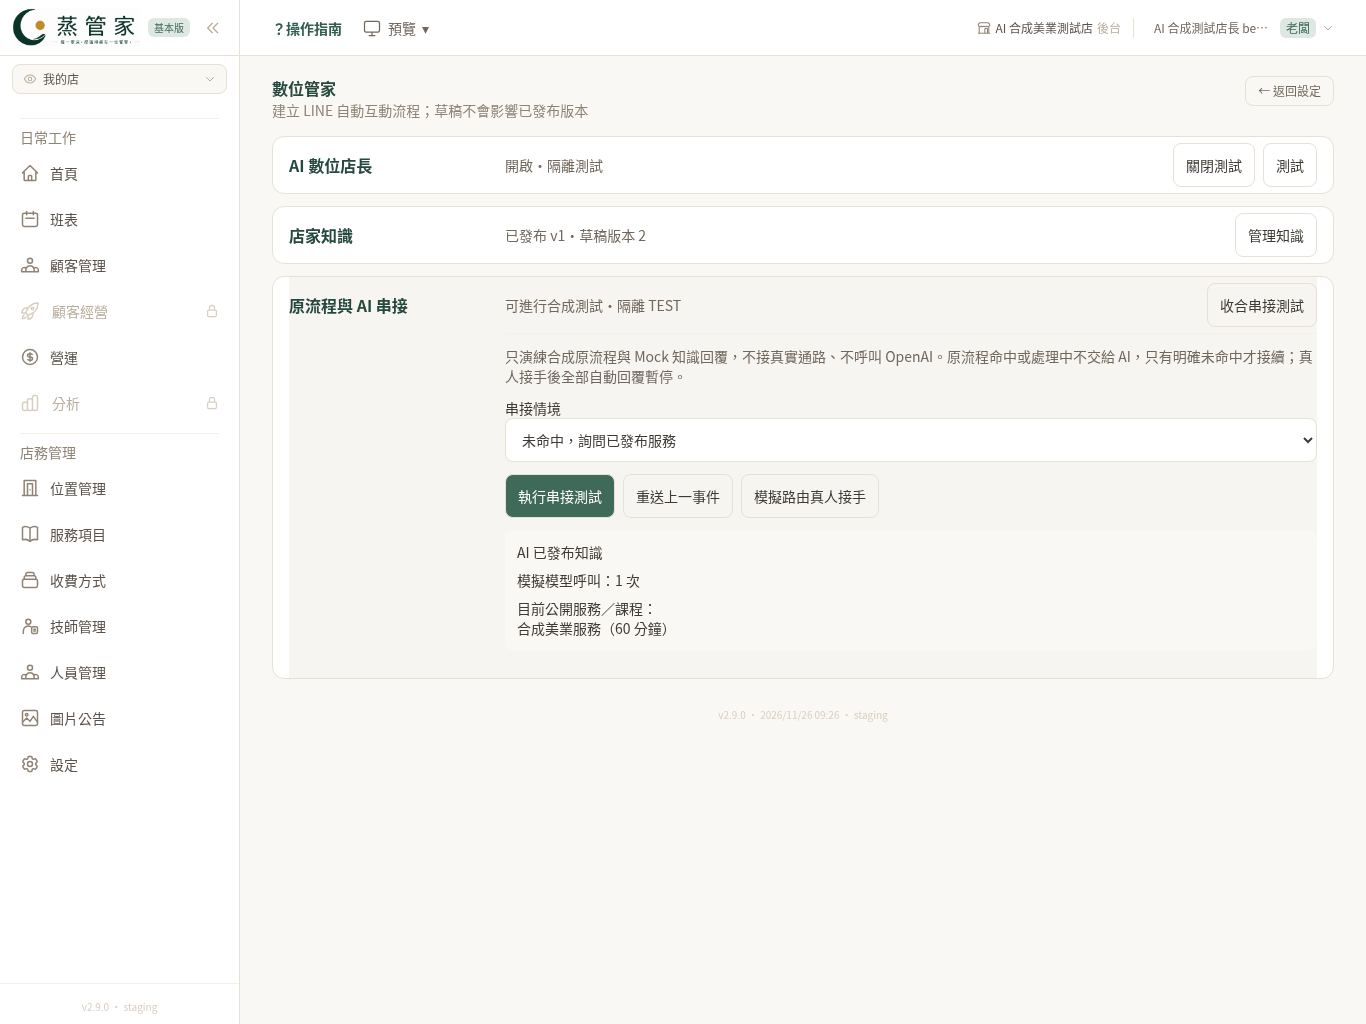 蒸管家
基本版
?操作指南
預覽 ▾
AI 合成美業測試店 後台
AI 合成測試店長 be…
老闆
我的店
日常工作
首頁
班表
顧客管理
顧客經營
營運
分析
店務管理
位置管理
服務項目
收費方式
技師管理
人員管理
圖片公告
設定
v2.9.0 · staging
數位管家
建立 LINE 自動互動流程；草稿不會影響已發布版本
← 返回設定
AI 數位店長
開啟・隔離測試
關閉測試
測試
店家知識
已發布 v1・草稿版本 2
管理知識
原流程與 AI 串接
可進行合成測試・隔離 TEST
收合串接測試
只演練合成原流程與 Mock 知識回覆，不接真實通路、不呼叫 OpenAI。原流程命中或處理中不交給 AI，只有明確未命中才接續；真
人接手後全部自動回覆暫停。
串接情境
未命中，詢問已發布服務
執行串接測試
重送上一事件
模擬路由真人接手
AI 已發布知識
模擬模型呼叫：1 次
目前公開服務／課程：
合成美業服務（60 分鐘）
v2.9.0 · 2026/11/26 09:26 · staging